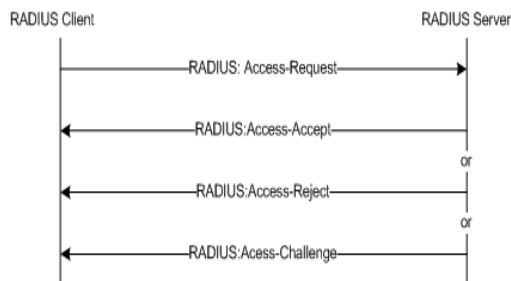 RADIUS Client
RADIUS Server
RADIUS: Access-Request
RADIUS:Access-Accept
or
RADIUS:Access-Reject
or
RADIUS:Acess-Challenge